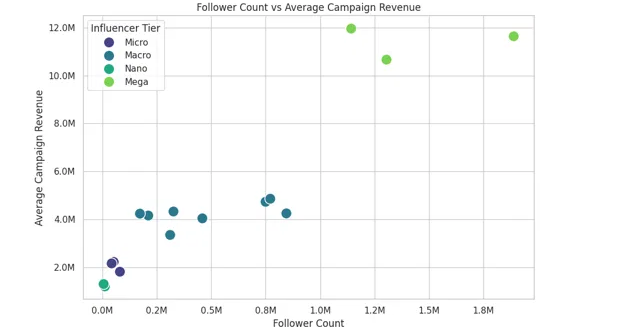 Follower Count vs Average Campaign Revenue
Influencer Tier
Micro
Macro
Nano
Mega
Average Campaign Revenue
12.0M
10.0M
8.0M
6.0M
4.0M
2.0M
0.0M 0.2M 0.5M 0.8M 1.0M 1.2M 1.5M 1.8M
Follower Count